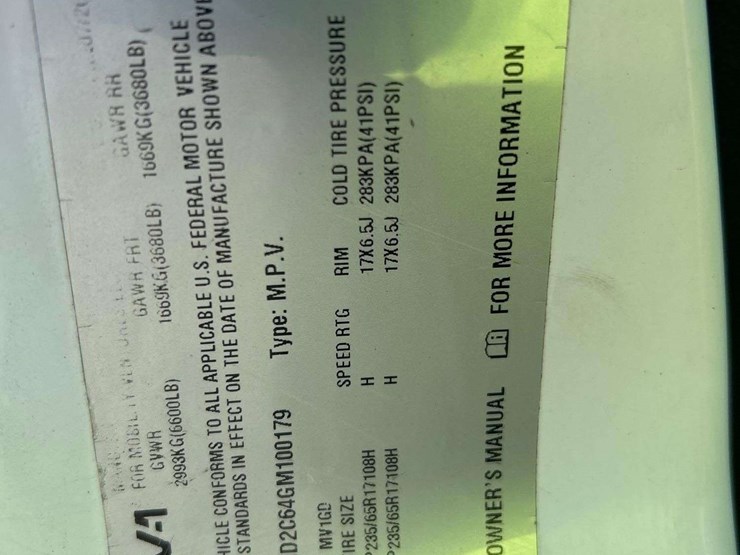 V1
FOR MOBILITY VENTURES
GVWR GAWR FRT GAWR RR
2993KG(6600LB) 1669KG(3680LB) 1669KG(3680LB)
HICLE CONFORMS TO ALL APPLICABLE U.S. FEDERAL MOTOR VEHICLE
STANDARDS IN EFFECT ON THE DATE OF MANUFACTURE SHOWN ABOVE
D2C64GM100179 Type: M.P.V.
MV1GD
IRE SIZE SPEED RTG RIM COLD TIRE PRESSURE
P235/65R17108H H 17X6.5J 283KPA(41PSI)
P235/65R17108H H 17X6.5J 283KPA(41PSI)
OWNER'S MANUAL FOR MORE INFORMATION